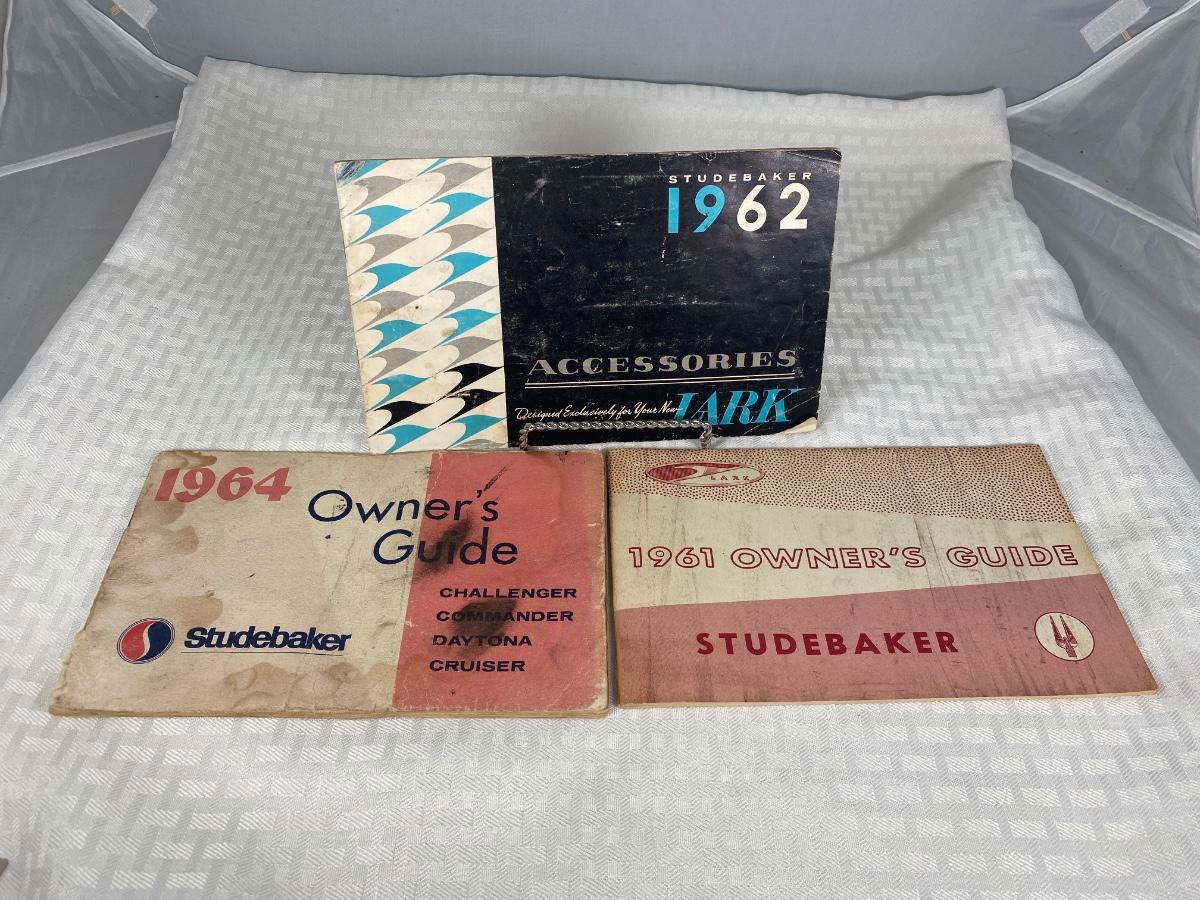 STUDEBAKER
1962
ACCESSORIES
Designed Exclusively for Your New
LARK
1964
Owner's
Guide
CHALLENGER
COMMANDER
DAYTONA
CRUISER
Studebaker
LARK
1961 OWNER'S GUIDE
STUDEBAKER